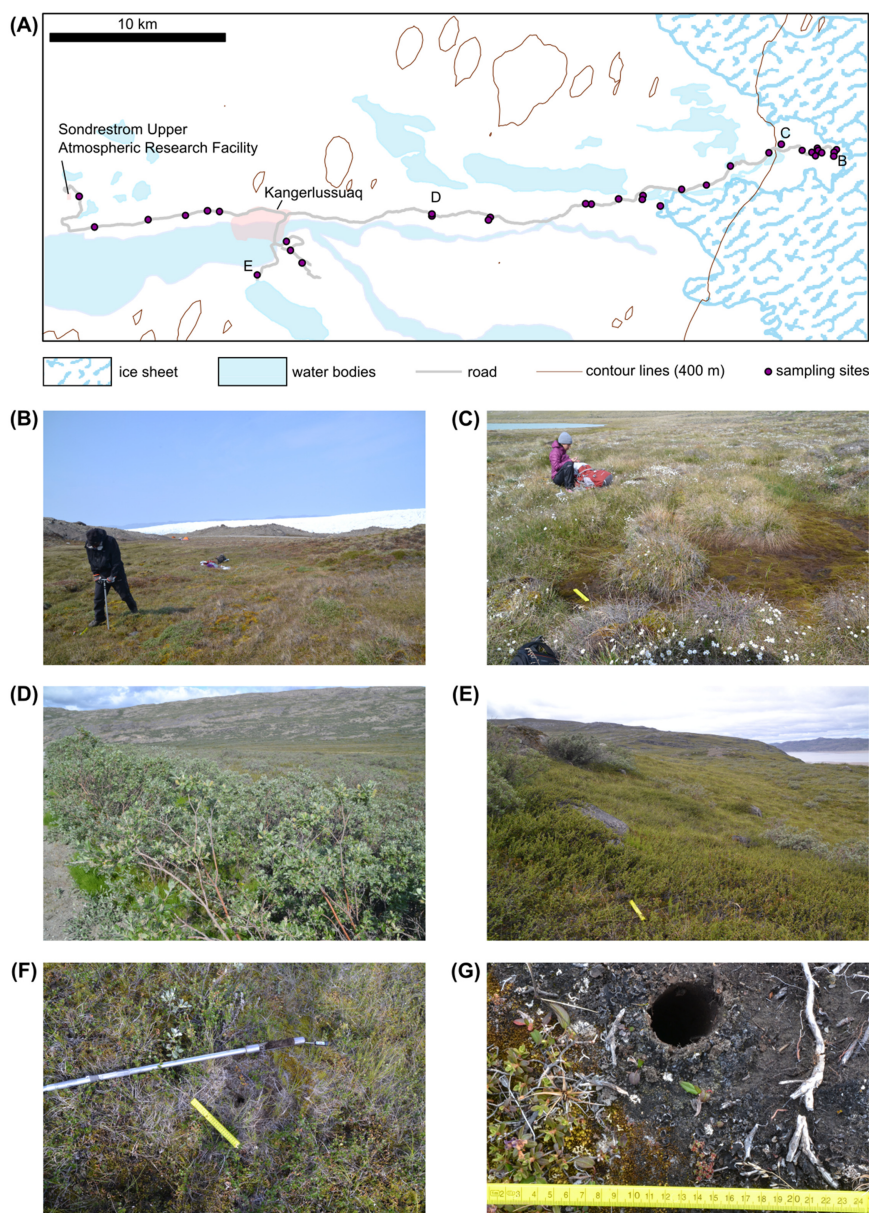 (A)
10 km
Sondrestrom Upper
Atmospheric Research Facility
Kangerlussuaq
D
C
B
E
ice sheet
water bodies
road
contour lines (400 m)
sampling sites
(B)
(C)
(D)
(E)
(F)
(G)
2 3 4 5 6 7 8 9 10 11 12 13 14 15 16 17 18 19 20 21 22 23 24